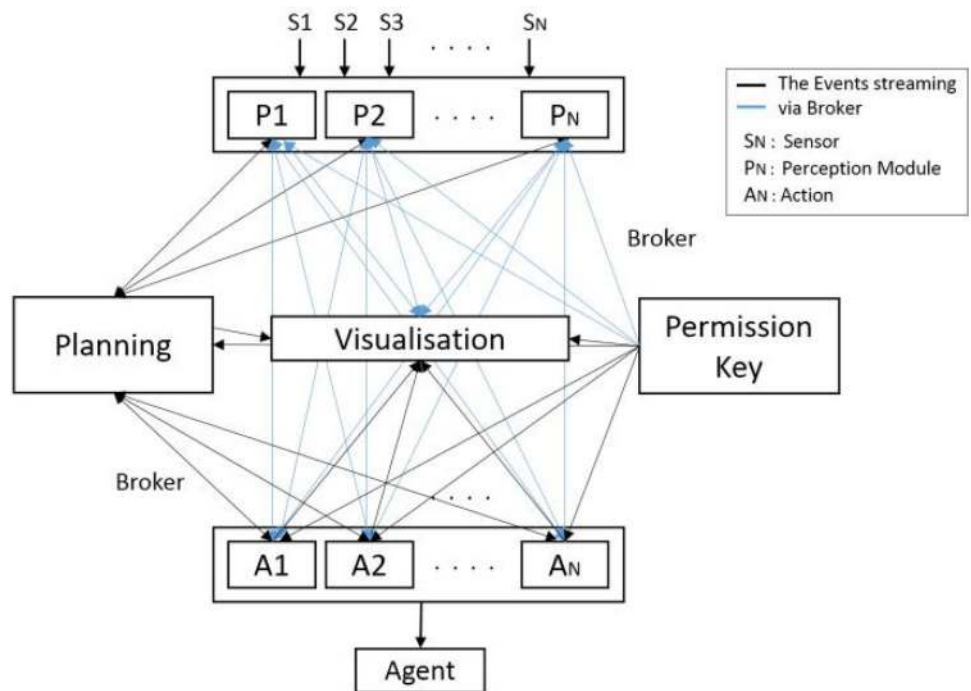 S1 S2 S3 . . . . SN
P1 P2 . . . . PN
The Events streaming
via Broker
SN : Sensor
PN : Perception Module
AN : Action
Broker
Planning
Visualisation
Permission
Key
Broker
. . . .
A1 A2 . . . . AN
Agent